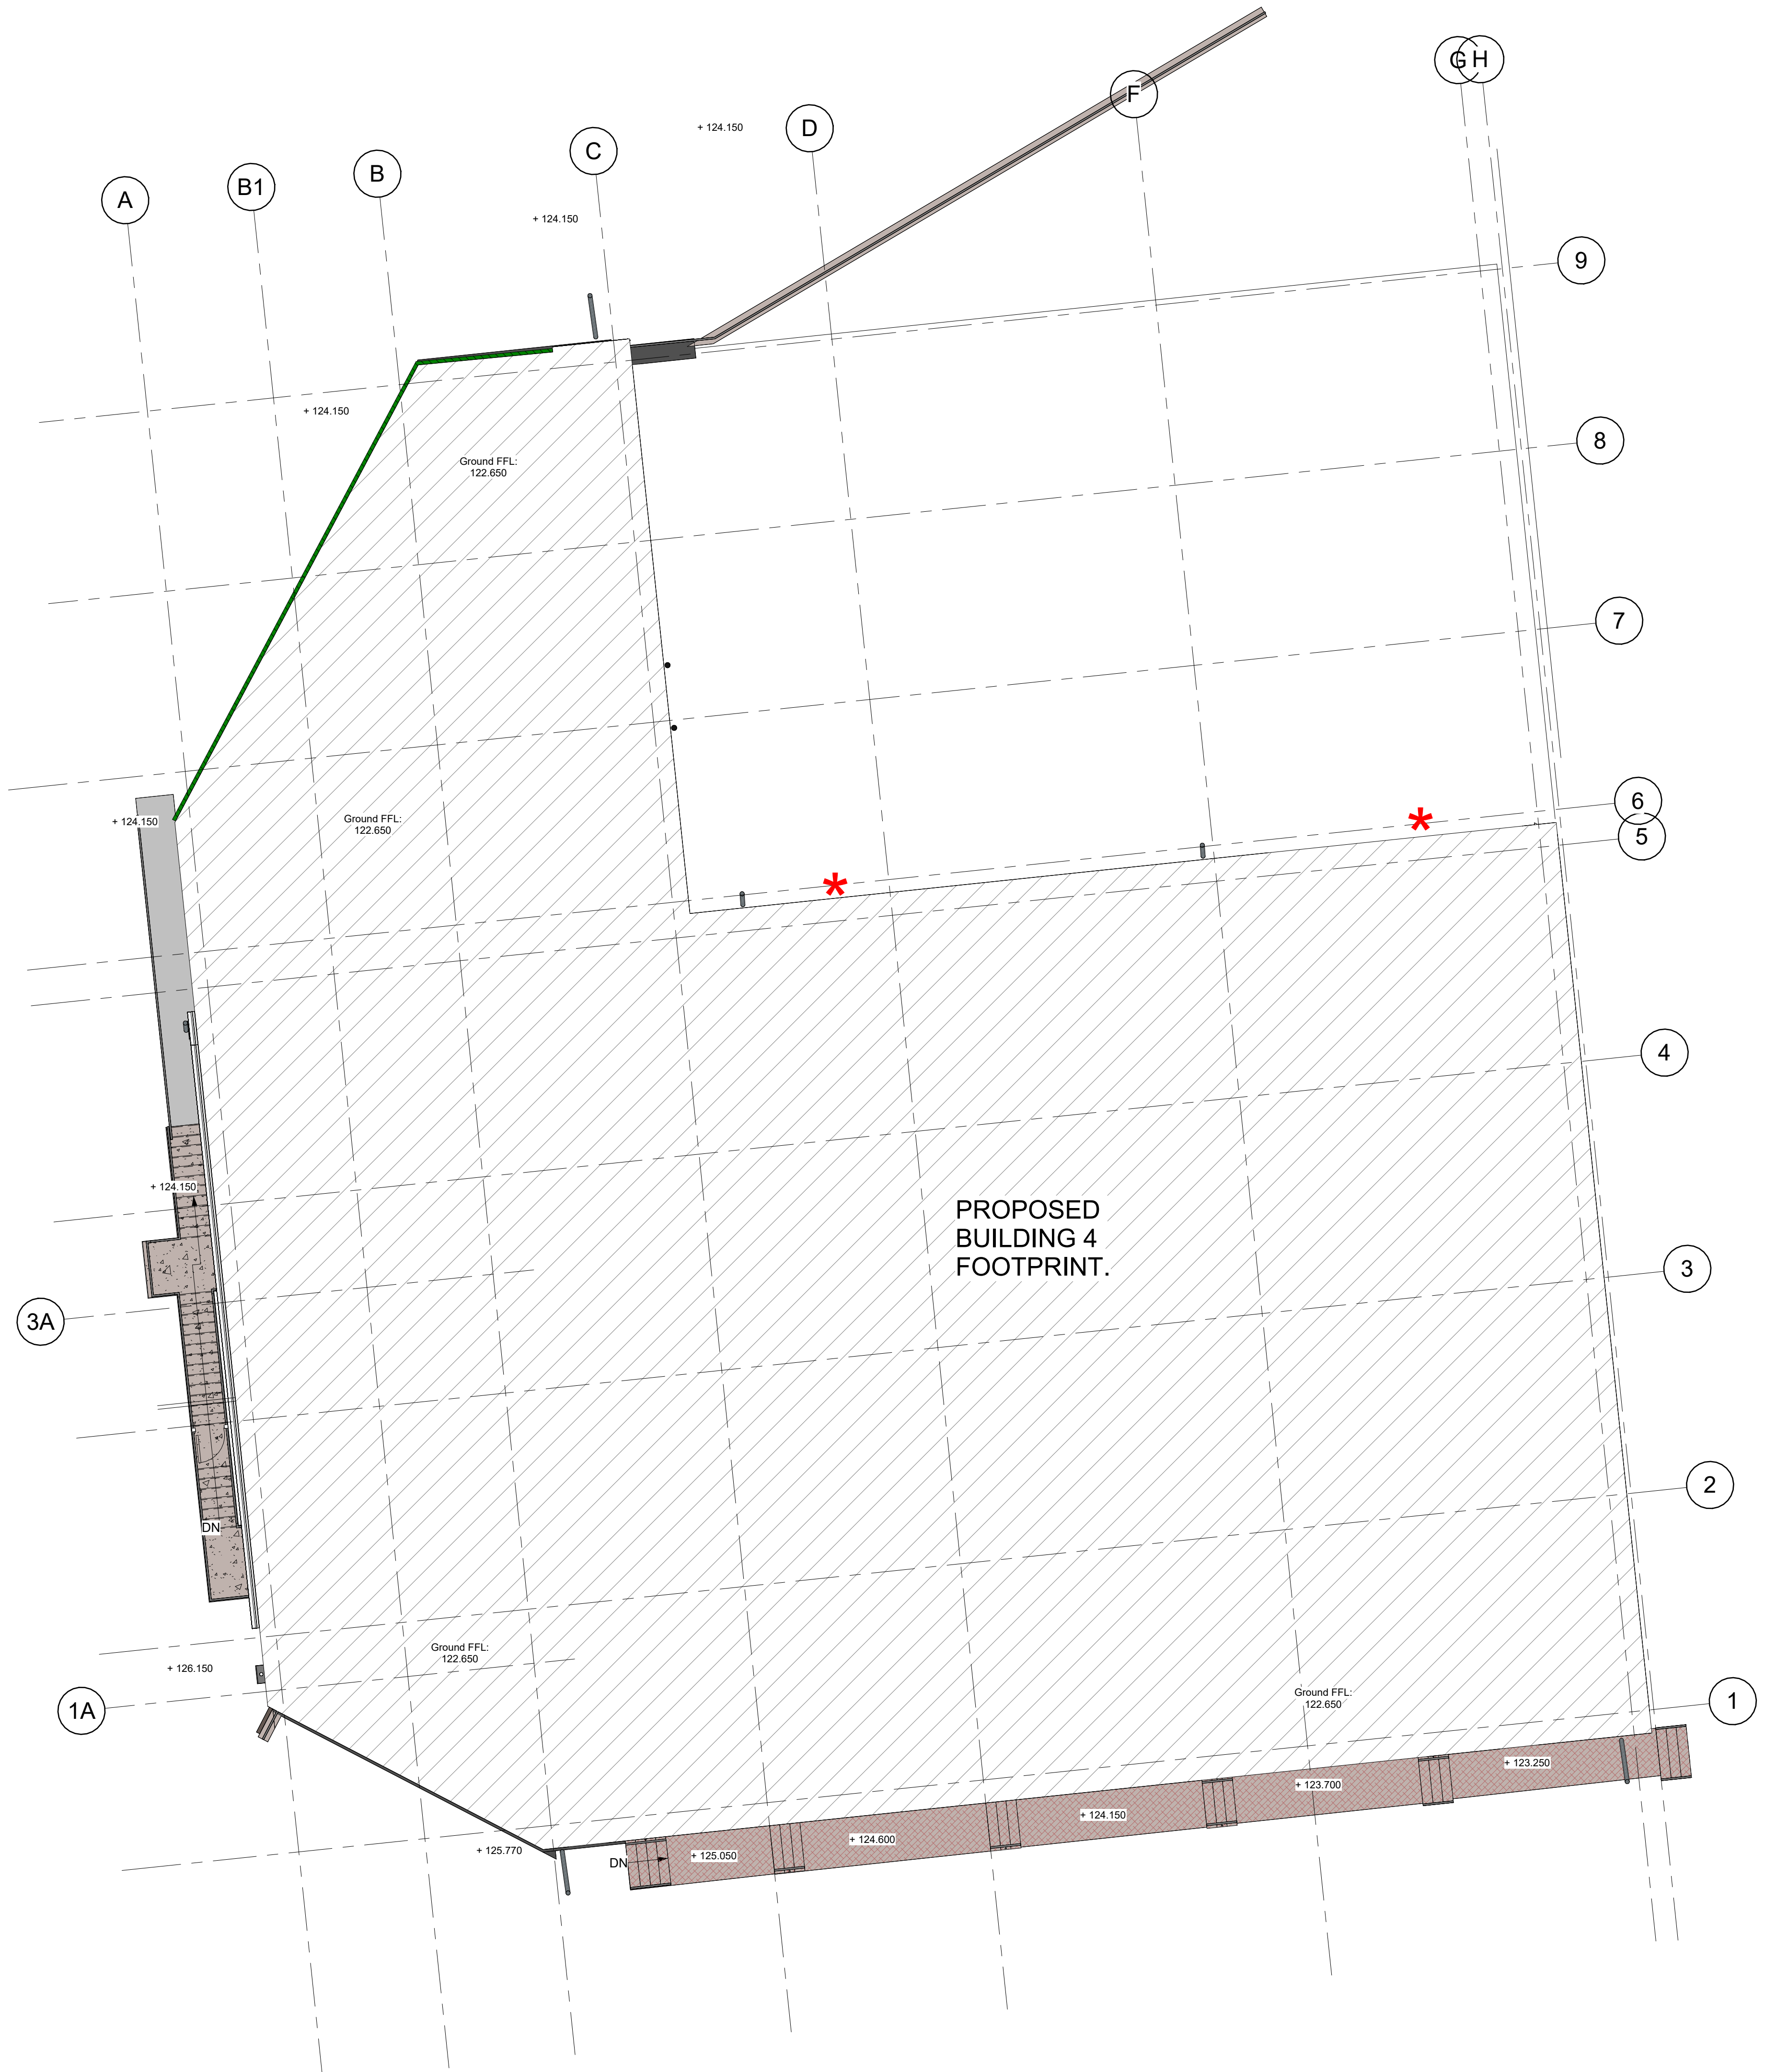 G H
F
+ 124.150
D
C
B
B1
A
+ 124.150
9
+ 124.150
8
Ground FFL:
122.650
7
6
5
+ 124.150
Ground FFL:
122.650
*
*
4
+ 124.150
PROPOSED
BUILDING 4
FOOTPRINT.
3
3A
2
DN
Ground FFL:
122.650
+ 126.150
1A
Ground FFL:
122.650
1
+ 123.250
+ 123.700
+ 124.150
+ 124.600
+ 125.050
DN
+ 125.770